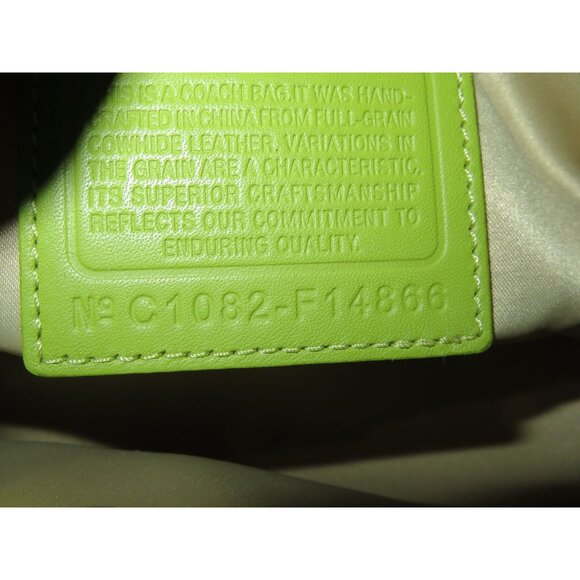 THIS IS A COACH BAG. IT WAS HAND-
CRAFTED IN CHINA FROM FULL-GRAIN
COWHIDE LEATHER. VARIATIONS IN
THE GRAIN ARE A CHARACTERISTIC.
ITS SUPERIOR CRAFTSMANSHIP
REFLECTS OUR COMMITMENT TO
ENDURING QUALITY.
Nº C1082-F14866